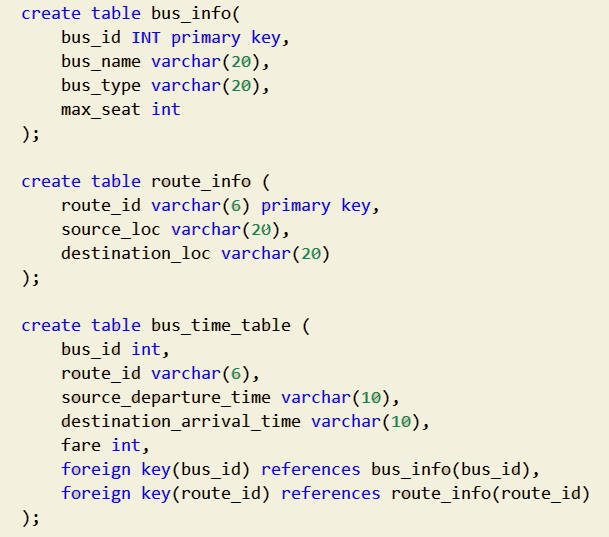 create table bus_info(
    bus_id INT primary key,
    bus_name varchar(20),
    bus_type varchar(20),
    max_seat int
);

create table route_info (
    route_id varchar(6) primary key,
    source_loc varchar(20),
    destination_loc varchar(20)
);

create table bus_time_table (
    bus_id int,
    route_id varchar(6),
    source_departure_time varchar(10),
    destination_arrival_time varchar(10),
    fare int,
    foreign key(bus_id) references bus_info(bus_id),
    foreign key(route_id) references route_info(route_id)
);